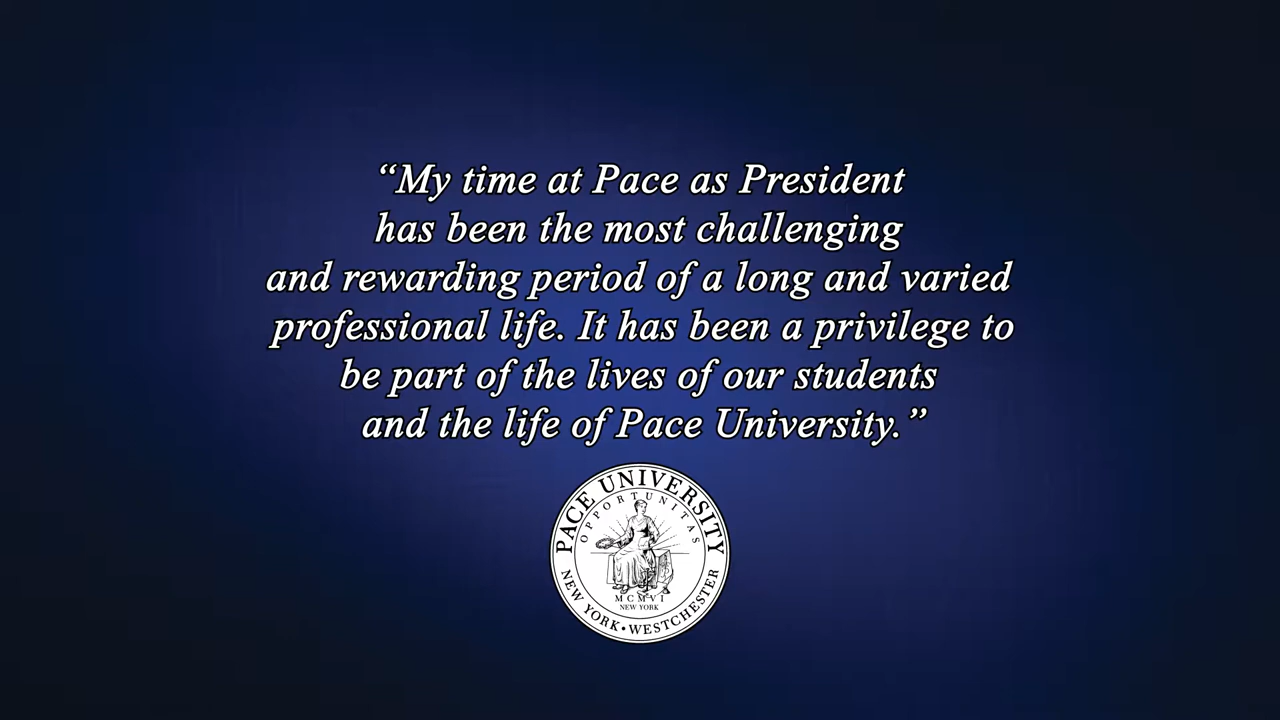 “My time at Pace as President
has been the most challenging
and rewarding period of a long and varied
professional life. It has been a privilege to
be part of the lives of our students
and the life of Pace University.”
PACE UNIVERSITY
OPPORTUNITAS
MCMVI
NEW YORK
NEW YORK • WESTCHESTER